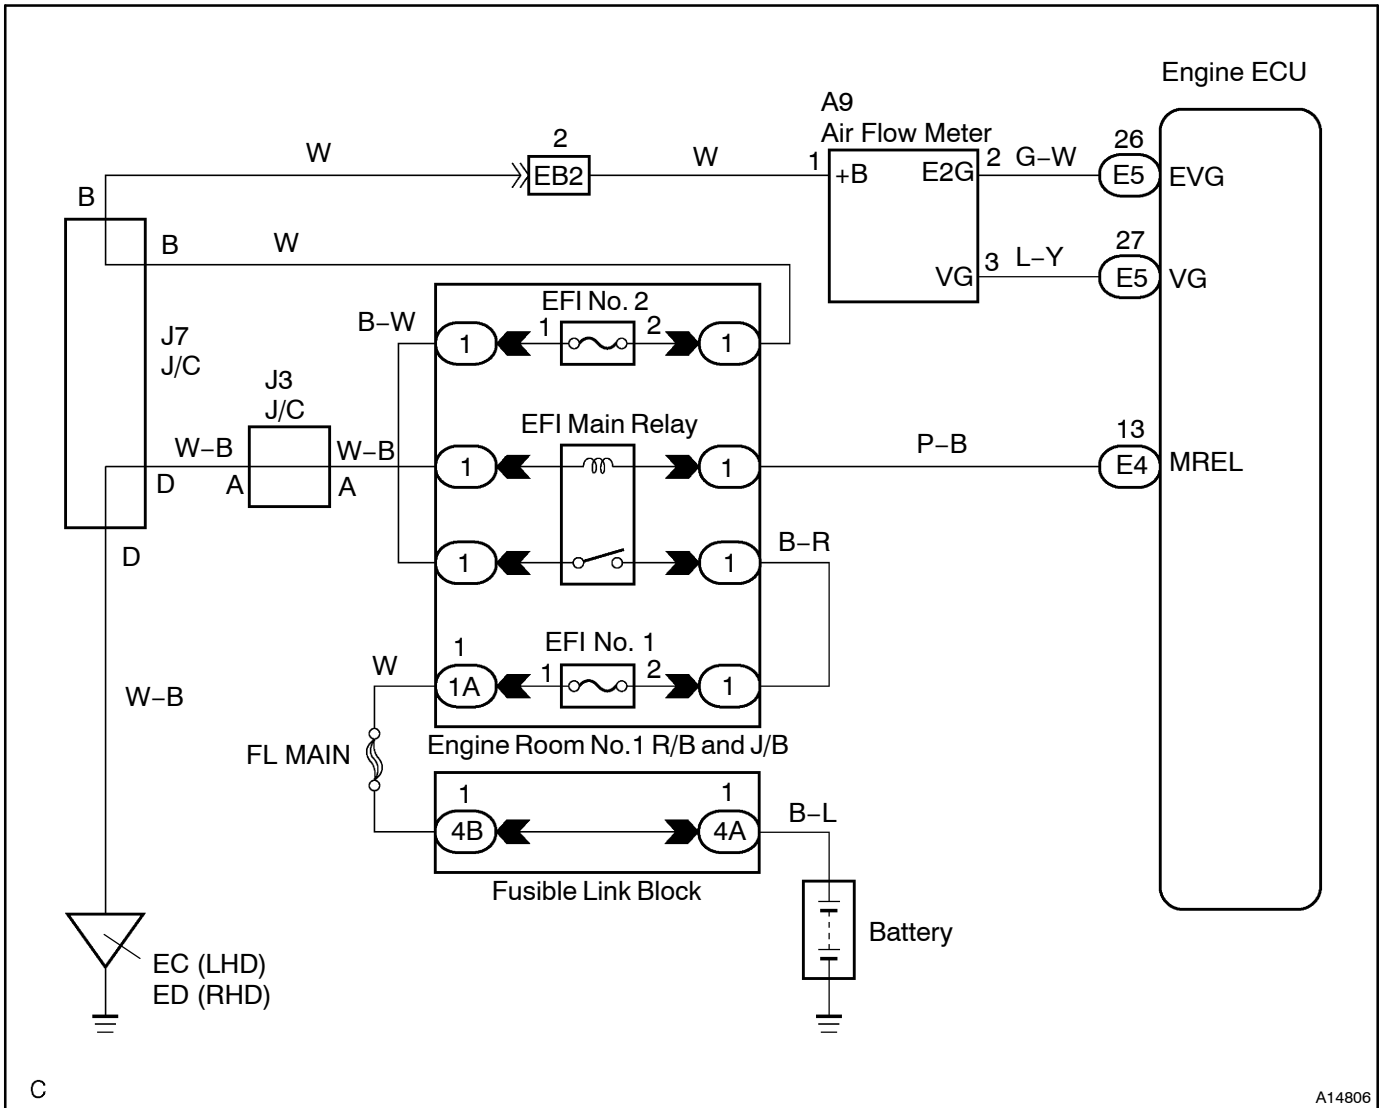 Engine ECU
A9
Air Flow Meter
2
W
EB2
W
1
+B
E2G
2
G–W
26
E5
EVG
B
B
W
VG
3
L–Y
27
E5
VG
J7
J/C
B–W
EFI No. 2
1
1
2
1
J3
J/C
EFI Main Relay
W–B
W–B
D
A
A
1
1
P–B
13
E4
MREL
D
1
1
B–R
W–B
W
1
1A
EFI No. 1
1
2
1
FL MAIN
Engine Room No.1 R/B and J/B
1
4B
1
4A
B–L
Fusible Link Block
Battery
EC (LHD)
ED (RHD)
C
A14806